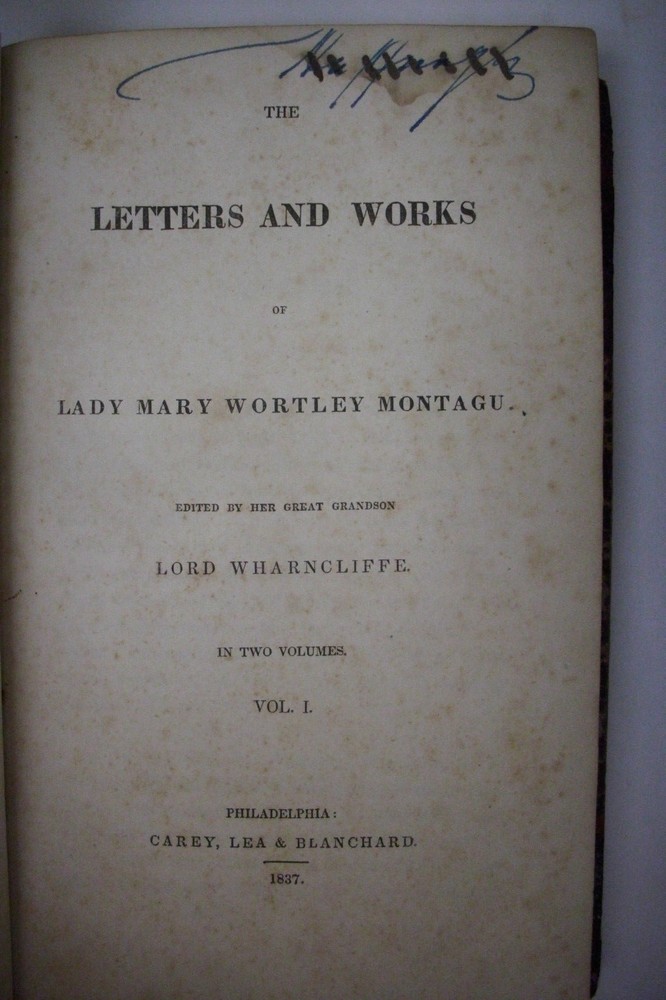 THE
LETTERS AND WORKS
OF
LADY MARY WORTLEY MONTAGU.
EDITED BY HER GREAT GRANDSON
LORD WHARNCLIFFE.
IN TWO VOLUMES.
VOL. I.
PHILADELPHIA:
CAREY, LEA & BLANCHARD.
1837.